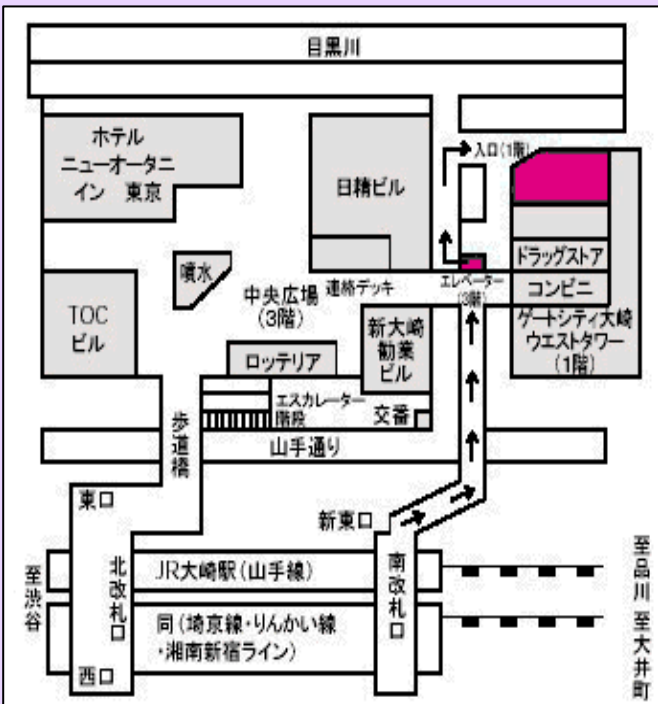 目黒川
ホテル
ニューオータニ
イン 東京
日精ビル
入口(1階)
ドラッグストア
コンビニ
ゲートシティ大崎
ウエストタワー
(1階)
噴水
中央広場
(3階)
連絡デッキ
エレベーター
(3階)
TOC
ビル
ロッテリア
新大崎
勧業
ビル
エスカレーター
階段
交番
歩道橋
山手通り
東口
新東口
至渋谷
北改札口
JR大崎駅(山手線)
同(埼京線・りんかい線
・湘南新宿ライン)
南改札口
西口
至品川 至大井町